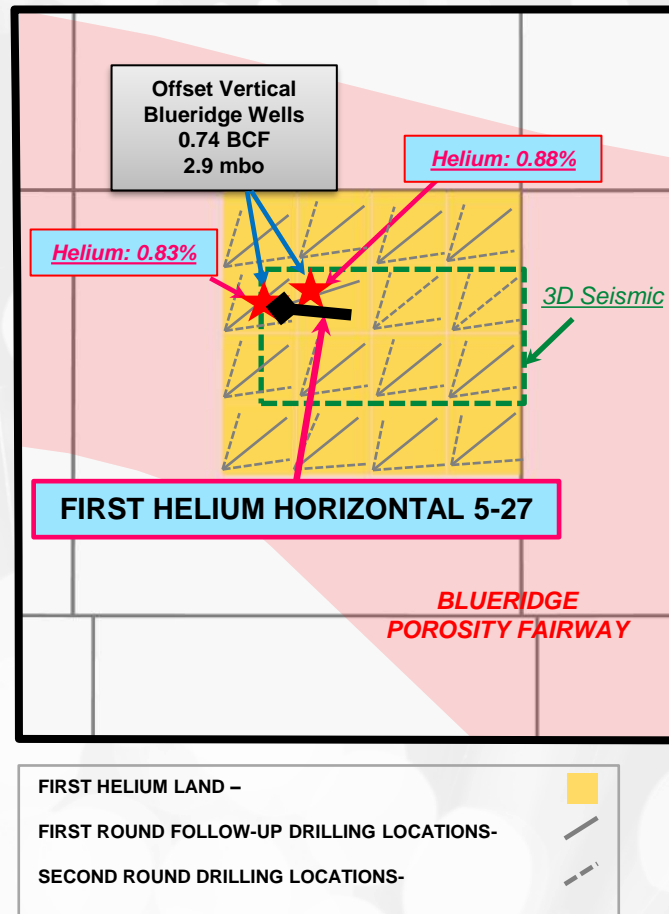 Offset Vertical
Blueridge Wells
0.74 BCF
2.9 mbo
Helium: 0.88%
Helium: 0.83%
3D Seismic
FIRST HELIUM HORIZONTAL 5-27
BLUERIDGE
POROSITY FAIRWAY
FIRST HELIUM LAND –
FIRST ROUND FOLLOW-UP DRILLING LOCATIONS-
SECOND ROUND DRILLING LOCATIONS-